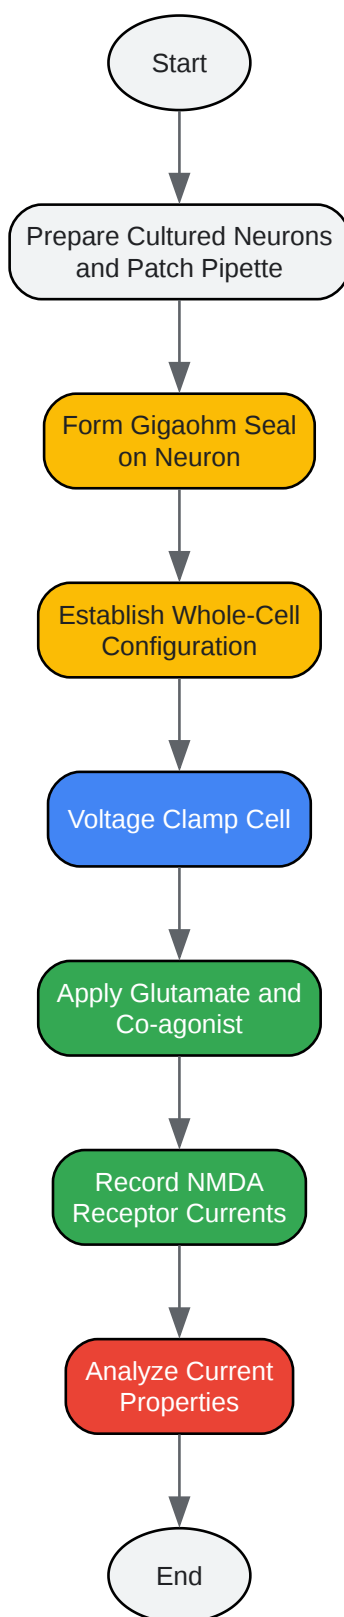 Start
Prepare Cultured Neurons
and Patch Pipette
Form Gigaohm Seal
on Neuron
Establish Whole-Cell
Configuration
Voltage Clamp Cell
Apply Glutamate and
Co-agonist
Record NMDA
Receptor Currents
Analyze Current
Properties
End